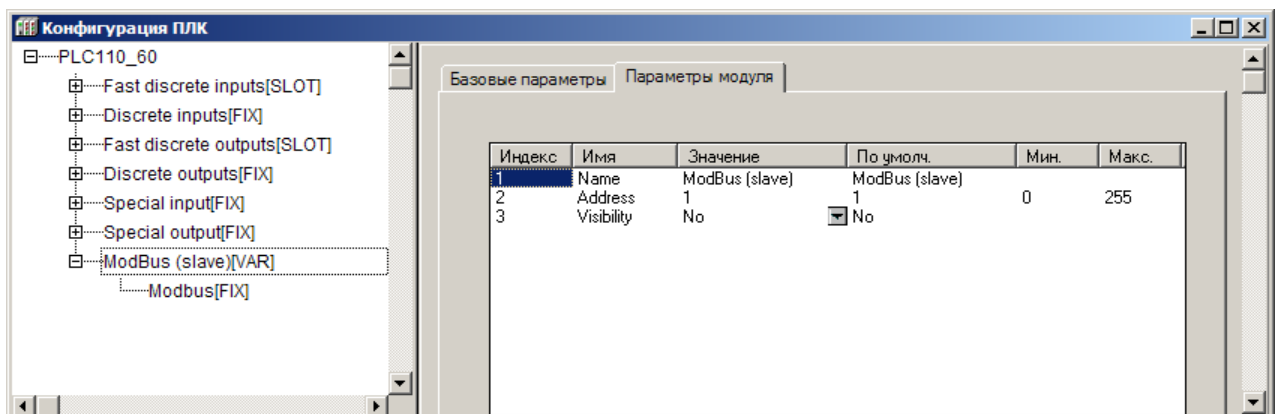 Конфигурация ПЛК
PLC110_60
Fast discrete inputs[SLOT]
Discrete inputs[FIX]
Fast discrete outputs[SLOT]
Discrete outputs[FIX]
Special input[FIX]
Special output[FIX]
ModBus (slave)[VAR]
Modbus[FIX]
Базовые параметры Параметры модуля
Индекс Имя Значение По умолч. Мин. Макс.
1 Name ModBus (slave) ModBus (slave)
2 Address 1 1 0 255
3 Visibility No No